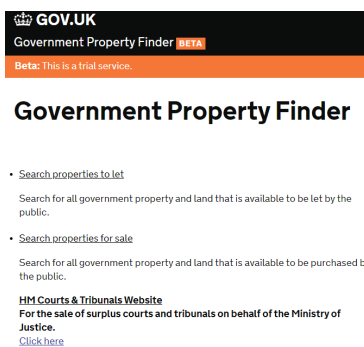 GOV.UK
Government Property Finder BETA
Beta: This is a trial service.
Government Property Finder
• Search properties to let
Search for all government property and land that is available to be let by the
public.
• Search properties for sale
Search for all government property and land that is available to be purchased
the public.
HM Courts & Tribunals Website
For the sale of surplus courts and tribunals on behalf of the Ministry of
Justice.
Click here